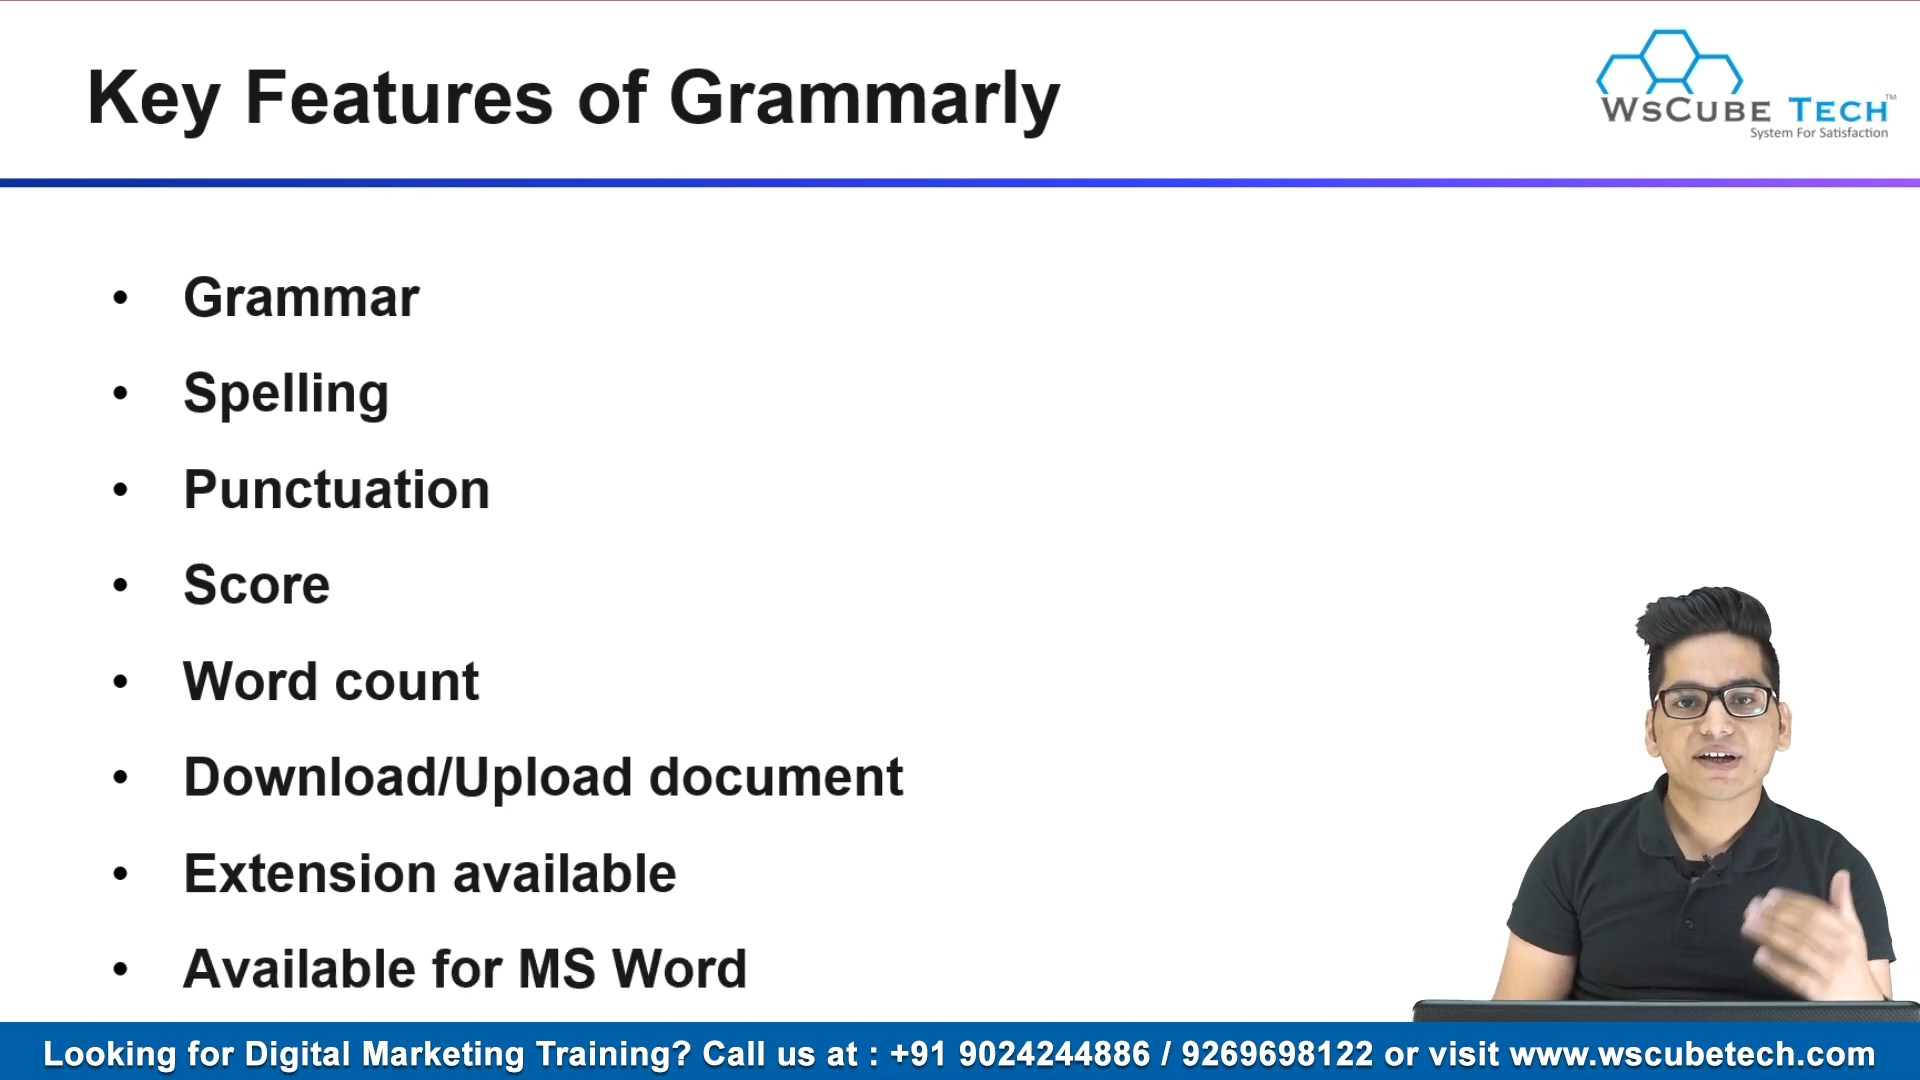 Key Features of Grammarly
WsCube Tech™
System For Satisfaction
• Grammar
• Spelling
• Punctuation
• Score
• Word count
• Download/Upload document
• Extension available
• Available for MS Word
Looking for Digital Marketing Training? Call us at : +91 9024244886 / 9269698122 or visit www.wscubetech.com